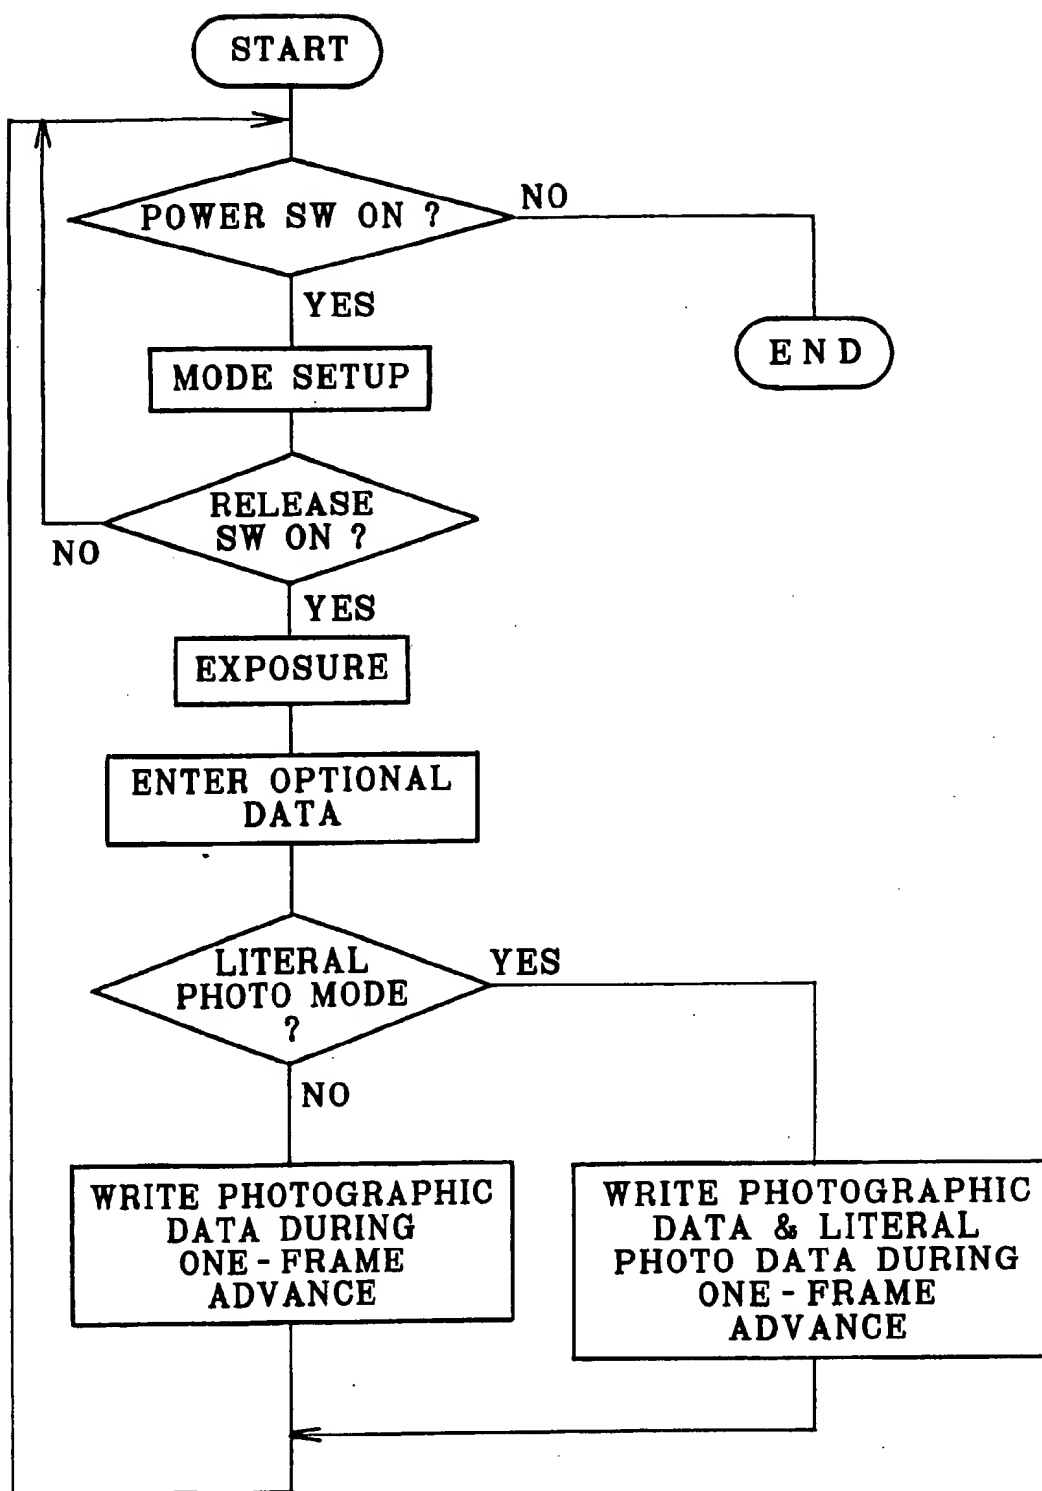 START
POWER SW ON ?
NO
YES
END
MODE SETUP
RELEASE
SW ON ?
NO
YES
EXPOSURE
ENTER OPTIONAL
DATA
LITERAL
PHOTO MODE
?
YES
NO
WRITE PHOTOGRAPHIC
DATA DURING
ONE-FRAME
ADVANCE
WRITE PHOTOGRAPHIC
DATA & LITERAL
PHOTO DATA DURING
ONE-FRAME
ADVANCE